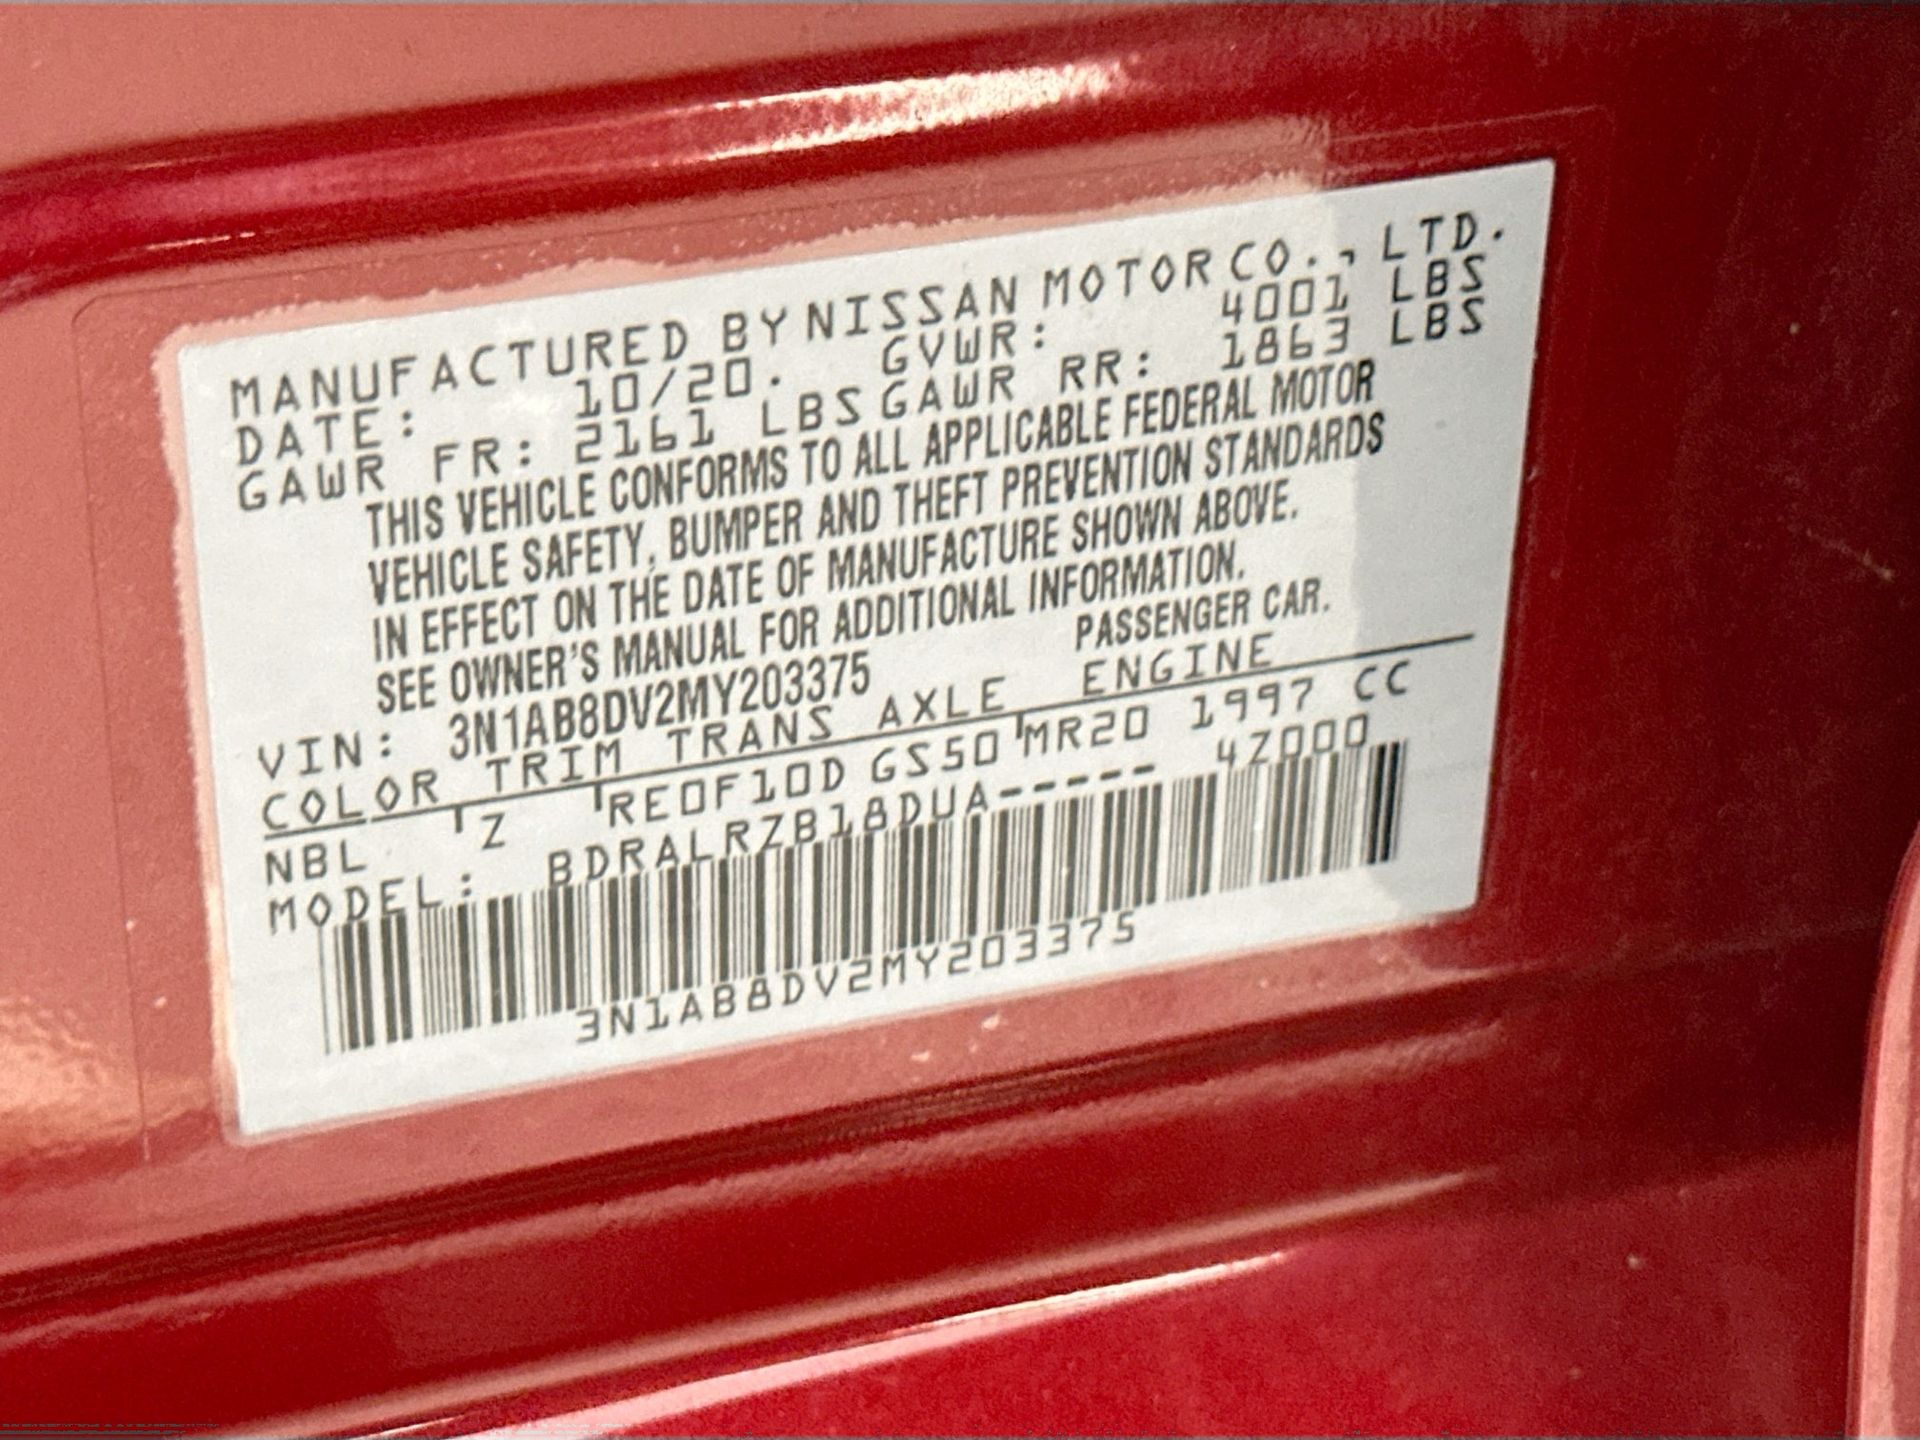 MANUFACTURED BY NISSAN MOTOR CO., LTD.
DATE: 10/20. GVWR: 4001 LBS
GAWR FR: 2161 LBS GAWR RR: 1863 LBS
THIS VEHICLE CONFORMS TO ALL APPLICABLE FEDERAL MOTOR
VEHICLE SAFETY, BUMPER AND THEFT PREVENTION STANDARDS
IN EFFECT ON THE DATE OF MANUFACTURE SHOWN ABOVE.
SEE OWNER'S MANUAL FOR ADDITIONAL INFORMATION.
VIN: 3N1AB8DV2MY203375 PASSENGER CAR.
COLOR TRIM TRANS AXLE ENGINE
NBL Z RE0F10D GS50 MR20 1997 CC
MODEL: BDRALRZB18DUA----- 4Z000
3N1AB8DV2MY203375